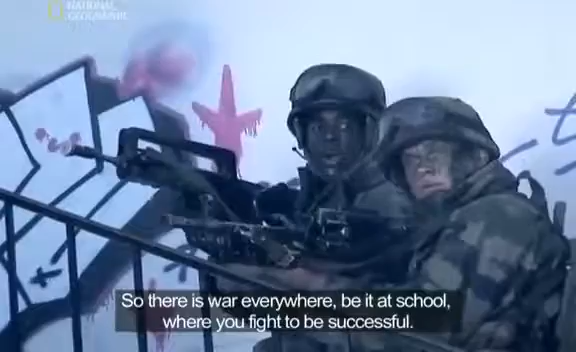 NATIONAL
GEOGRAPHIC
So there is war everywhere, be it at school,
where you fight to be successful.